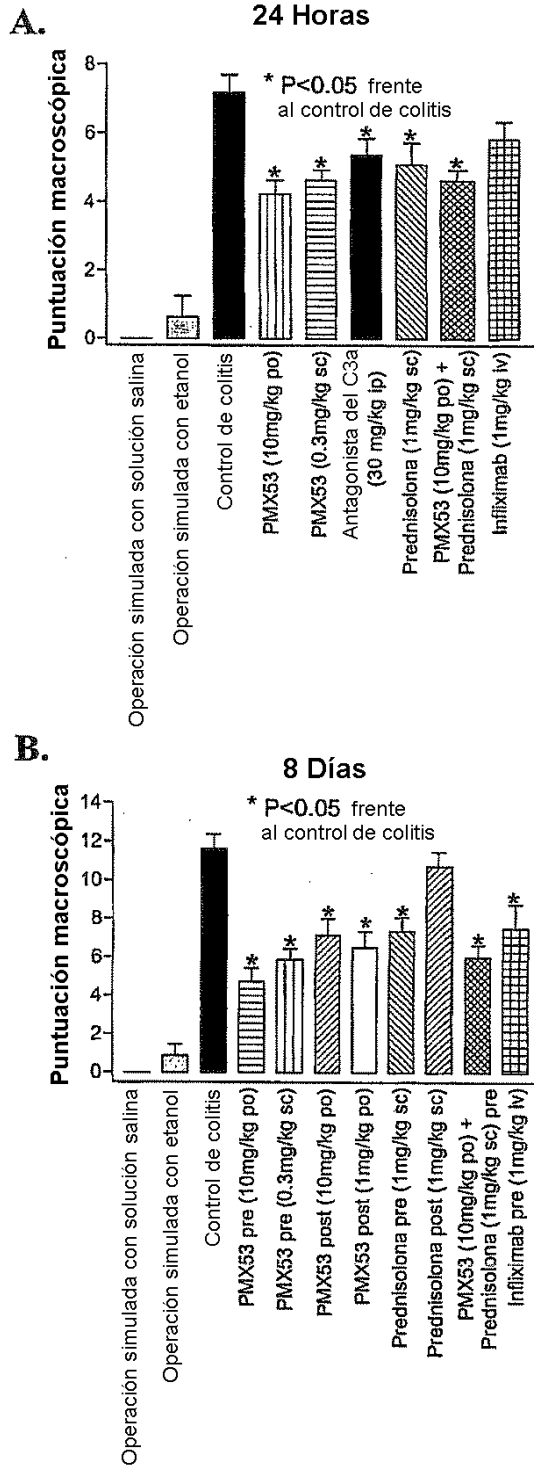 A.
24 Horas
Puntuación macroscópica
8
6
4
2
0
* P<0.05 frente
al control de colitis
* * * * *
Operación simulada con solución salina
Operación simulada con etanol
Control de colitis
PMX53 (10mg/kg po)
PMX53 (0.3mg/kg sc)
Antagonista del C3a
(30 mg/kg ip)
Prednisolona (1mg/kg sc)
PMX53 (10mg/kg po) +
Prednisolona (1mg/kg sc)
Infliximab (1mg/kg iv)
B.
8 Días
Puntuación macroscópica
14
12
10
8
6
4
2
0
* P<0.05 frente
al control de colitis
* * * * * * *
Operación simulada con solución salina
Operación simulada con etanol
Control de colitis
PMX53 pre (10mg/kg po)
PMX53 pre (0.3mg/kg sc)
PMX53 post (10mg/kg po)
PMX53 post (1mg/kg po)
Prednisolona pre (1mg/kg sc)
Prednisolona post (1mg/kg sc)
PMX53 (10mg/kg po) +
Prednisolona (1mg/kg sc) pre
Infliximab pre (1mg/kg iv)